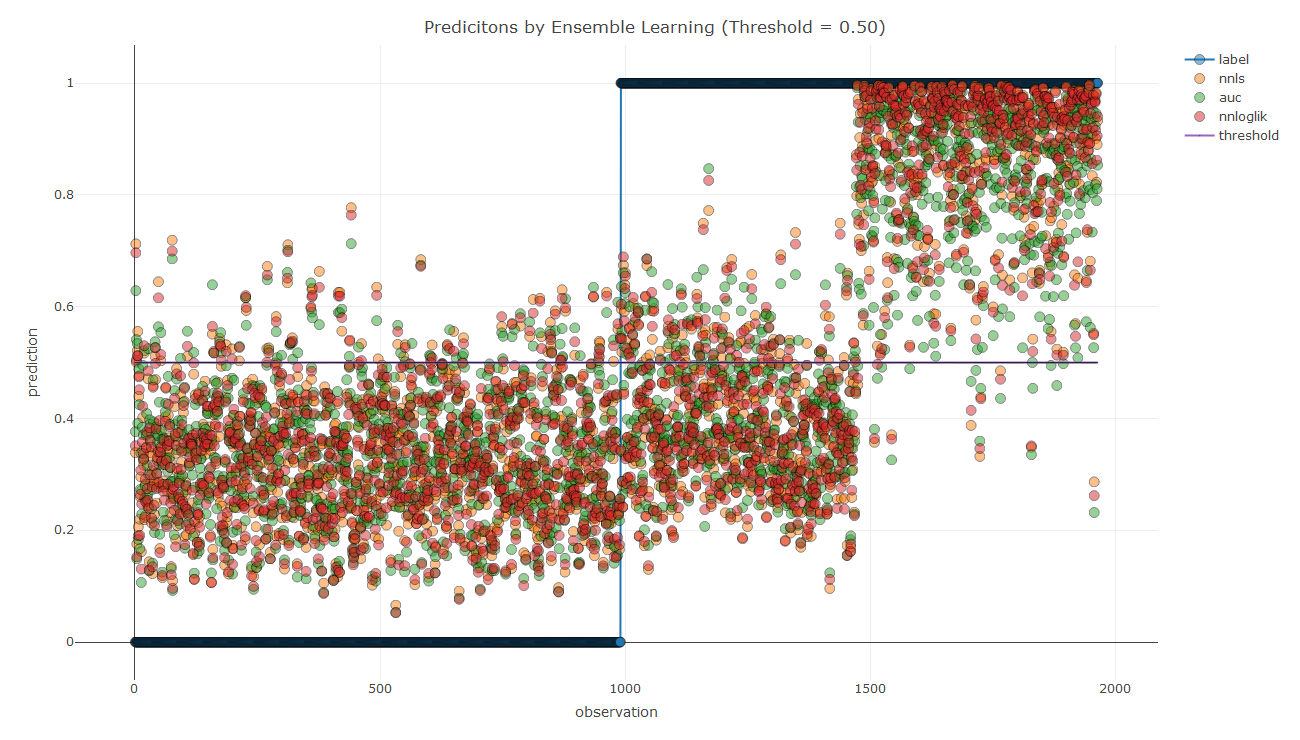 Predicitons by Ensemble Learning (Threshold = 0.50)
label
nnls
auc
nnloglik
threshold
1
0.8
0.6
0.4
0.2
0
prediction
0
500
1000
1500
2000
observation